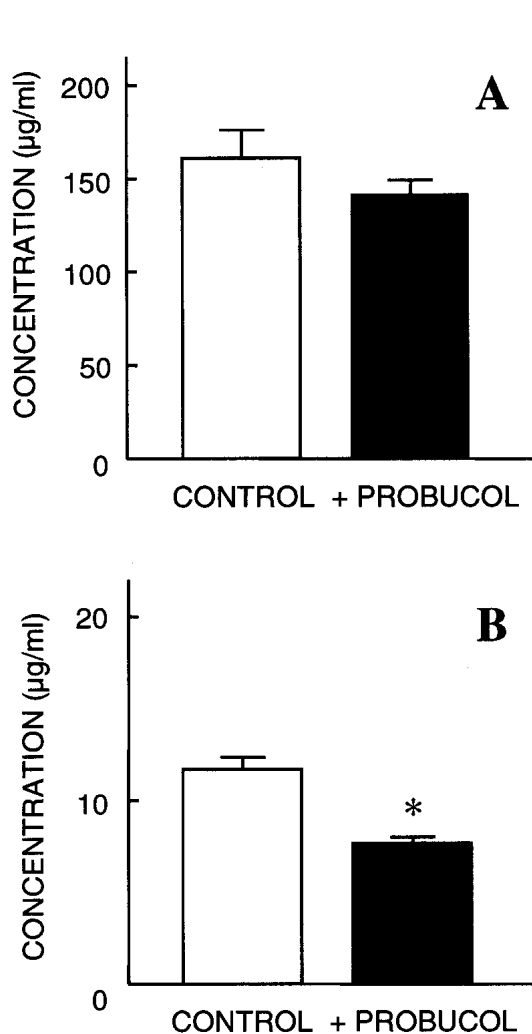 A
CONCENTRATION (µg/ml)
200
150
100
50
0
CONTROL + PROBUCOL
B
CONCENTRATION (µg/ml)
20
10
*
0
CONTROL + PROBUCOL